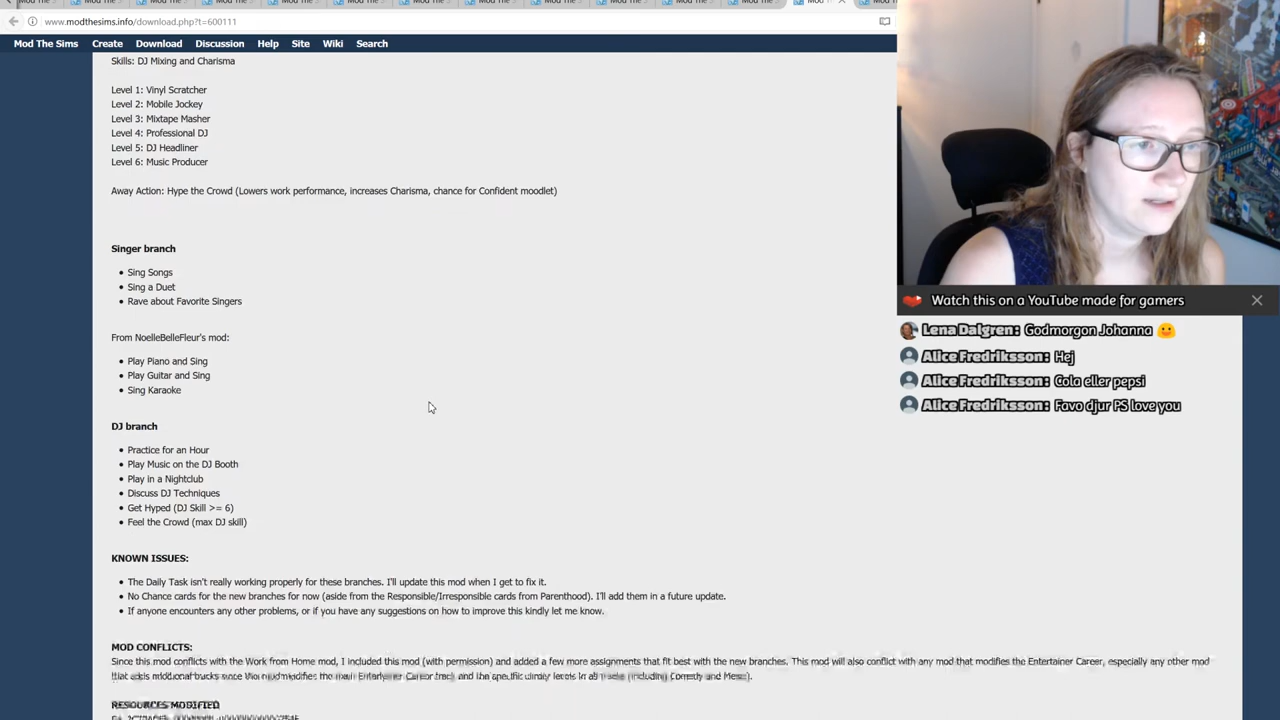 Mod The
www.modthesims.info/download.php?t=600111
Mod The Sims Create Download Discussion Help Site Wiki Search
Skills: DJ Mixing and Charisma
Level 1: Vinyl Scratcher
Level 2: Mobile Jockey
Level 3: Mixtape Masher
Level 4: Professional DJ
Level 5: DJ Headliner
Level 6: Music Producer
Away Action: Hype the Crowd (Lowers work performance, increases Charisma, chance for Confident moodlet)
Singer branch
• Sing Songs
• Sing a Duet
• Rave about Favorite Singers
From NoelleBelleFleur's mod:
• Play Piano and Sing
• Play Guitar and Sing
• Sing Karaoke
DJ branch
• Practice for an Hour
• Play Music on the DJ Booth
• Play in a Nightclub
• Discuss DJ Techniques
• Get Hyped (DJ Skill >= 6)
• Feel the Crowd (max DJ skill)
KNOWN ISSUES:
• The Daily Task isn't really working properly for these branches. I'll update this mod when I get to fix it.
• No Chance cards for the new branches for now (aside from the Responsible/Irresponsible cards from Parenthood). I'll add them in a future update.
• If anyone encounters any other problems, or if you have any suggestions on how to improve this kindly let me know.
MOD CONFLICTS:
Since this mod conflicts with the Work from Home mod, I included this mod (with permission) and added a few more assignments that fit best with the new branches. This mod will also conflict with any mod that modifies the Entertainer Career, especially any other mod
RESOURCES MODIFIED
Watch this on a YouTube made for gamers
Lena Dalgren: Godmorgon Johanna
Alice Fredriksson: Hej
Alice Fredriksson: Cola eller pepsi
Alice Fredriksson: Favo djur PS love you